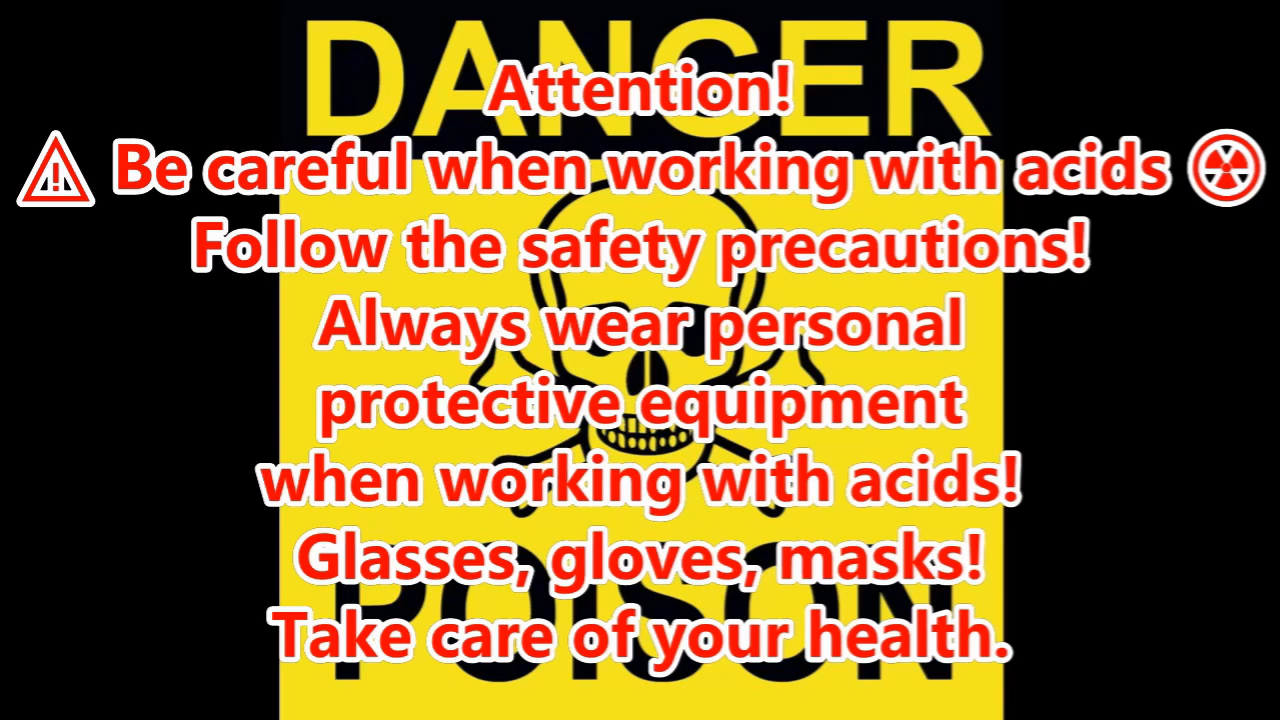 DANGER
Attention!
⚠ Be careful when working with acids ☢
Follow the safety precautions!
Always wear personal
protective equipment
when working with acids!
Glasses, gloves, masks!
POISON
Take care of your health.